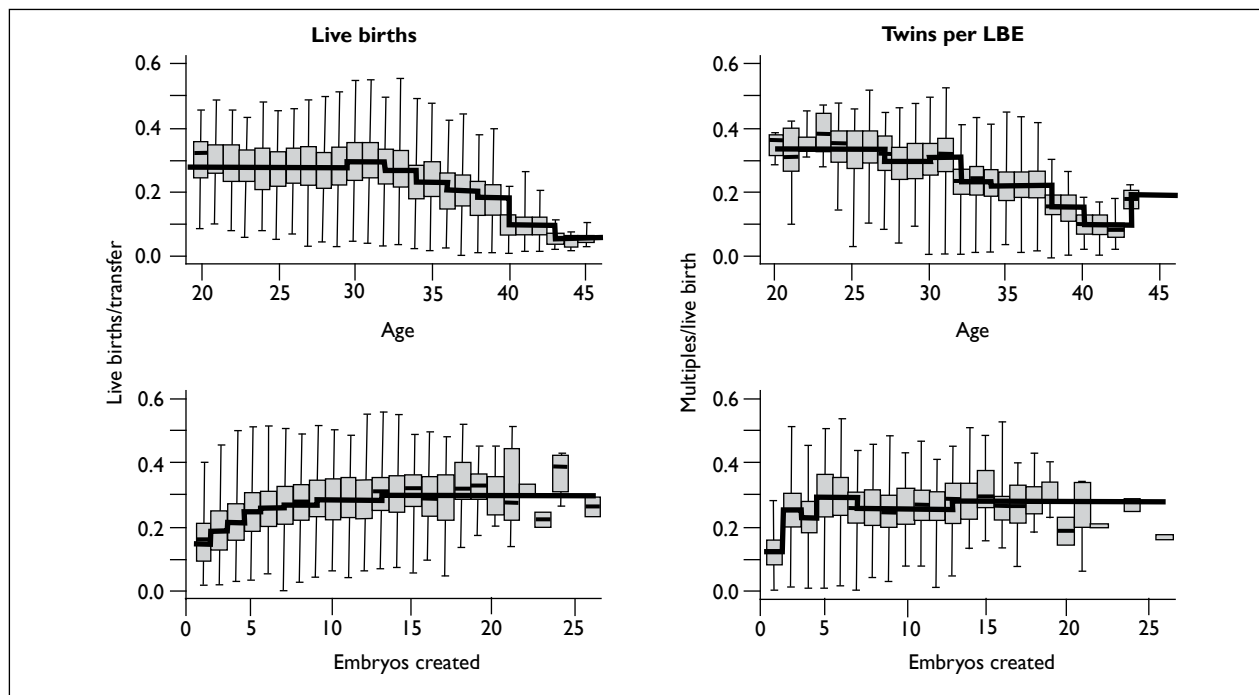 Live births
Twins per LBE
Live births/transfer
Multiples/live birth
0.6
0.4
0.2
0.0
20 25 30 35 40 45
Age
0.6
0.4
0.2
0.0
20 25 30 35 40 45
Age
0.6
0.4
0.2
0.0
0 5 10 15 20 25
Embryos created
0.6
0.4
0.2
0.0
0 5 10 15 20 25
Embryos created